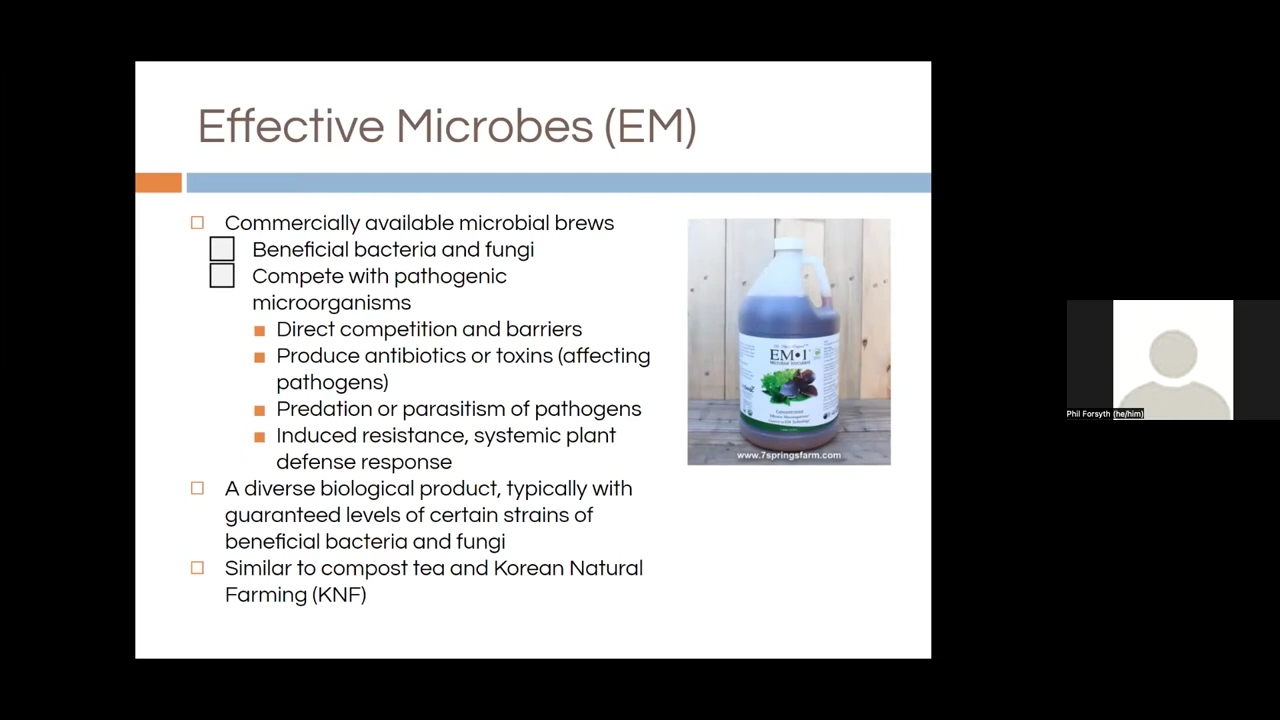 Effective Microbes (EM)
Commercially available microbial brews
Beneficial bacteria and fungi
Compete with pathogenic
microorganisms
Direct competition and barriers
Produce antibiotics or toxins (affecting
pathogens)
Predation or parasitism of pathogens
Induced resistance, systemic plant
defense response
A diverse biological product, typically with
guaranteed levels of certain strains of
beneficial bacteria and fungi
Similar to compost tea and Korean Natural
Farming (KNF)
EM•1
Microbial Inoculant
Concentrated
www.7springsfarm.com
Phil Forsyth (he/him)